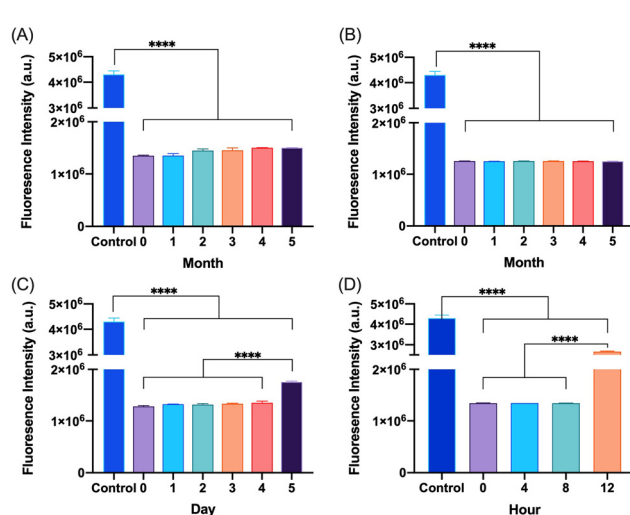 (A)
Fluoresence Intensity (a.u.)
5×10⁶
4×10⁶
3×10⁶
2×10⁶
1×10⁶
0
****
Control 0 1 2 3 4 5
Month
(B)
Fluoresence Intensity (a.u.)
5×10⁶
4×10⁶
3×10⁶
2×10⁶
1×10⁶
0
****
Control 0 1 2 3 4 5
Month
(C)
Fluoresence Intensity (a.u.)
5×10⁶
4×10⁶
3×10⁶
2×10⁶
1×10⁶
0
****
****
Control 0 1 2 3 4 5
Day
(D)
Fluoresence Intensity (a.u.)
5×10⁶
4×10⁶
3×10⁶
2×10⁶
1×10⁶
0
****
****
Control 0 4 8 12
Hour